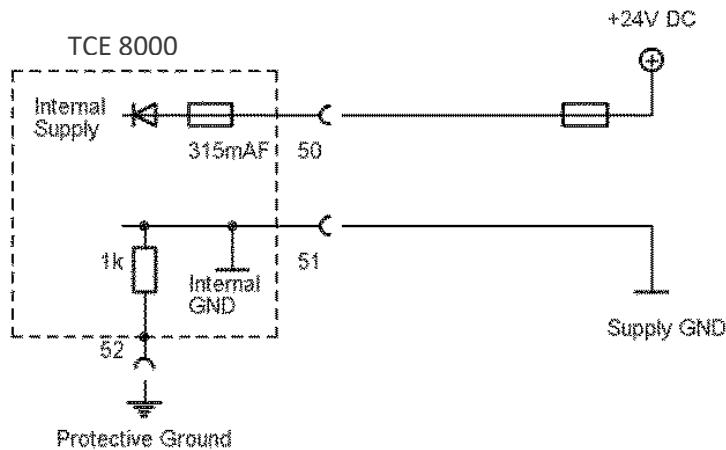 +24V DC
TCE 8000
Internal
Supply
315mAF
50
1k
Internal
GND
51
52
Supply GND
Protective Ground